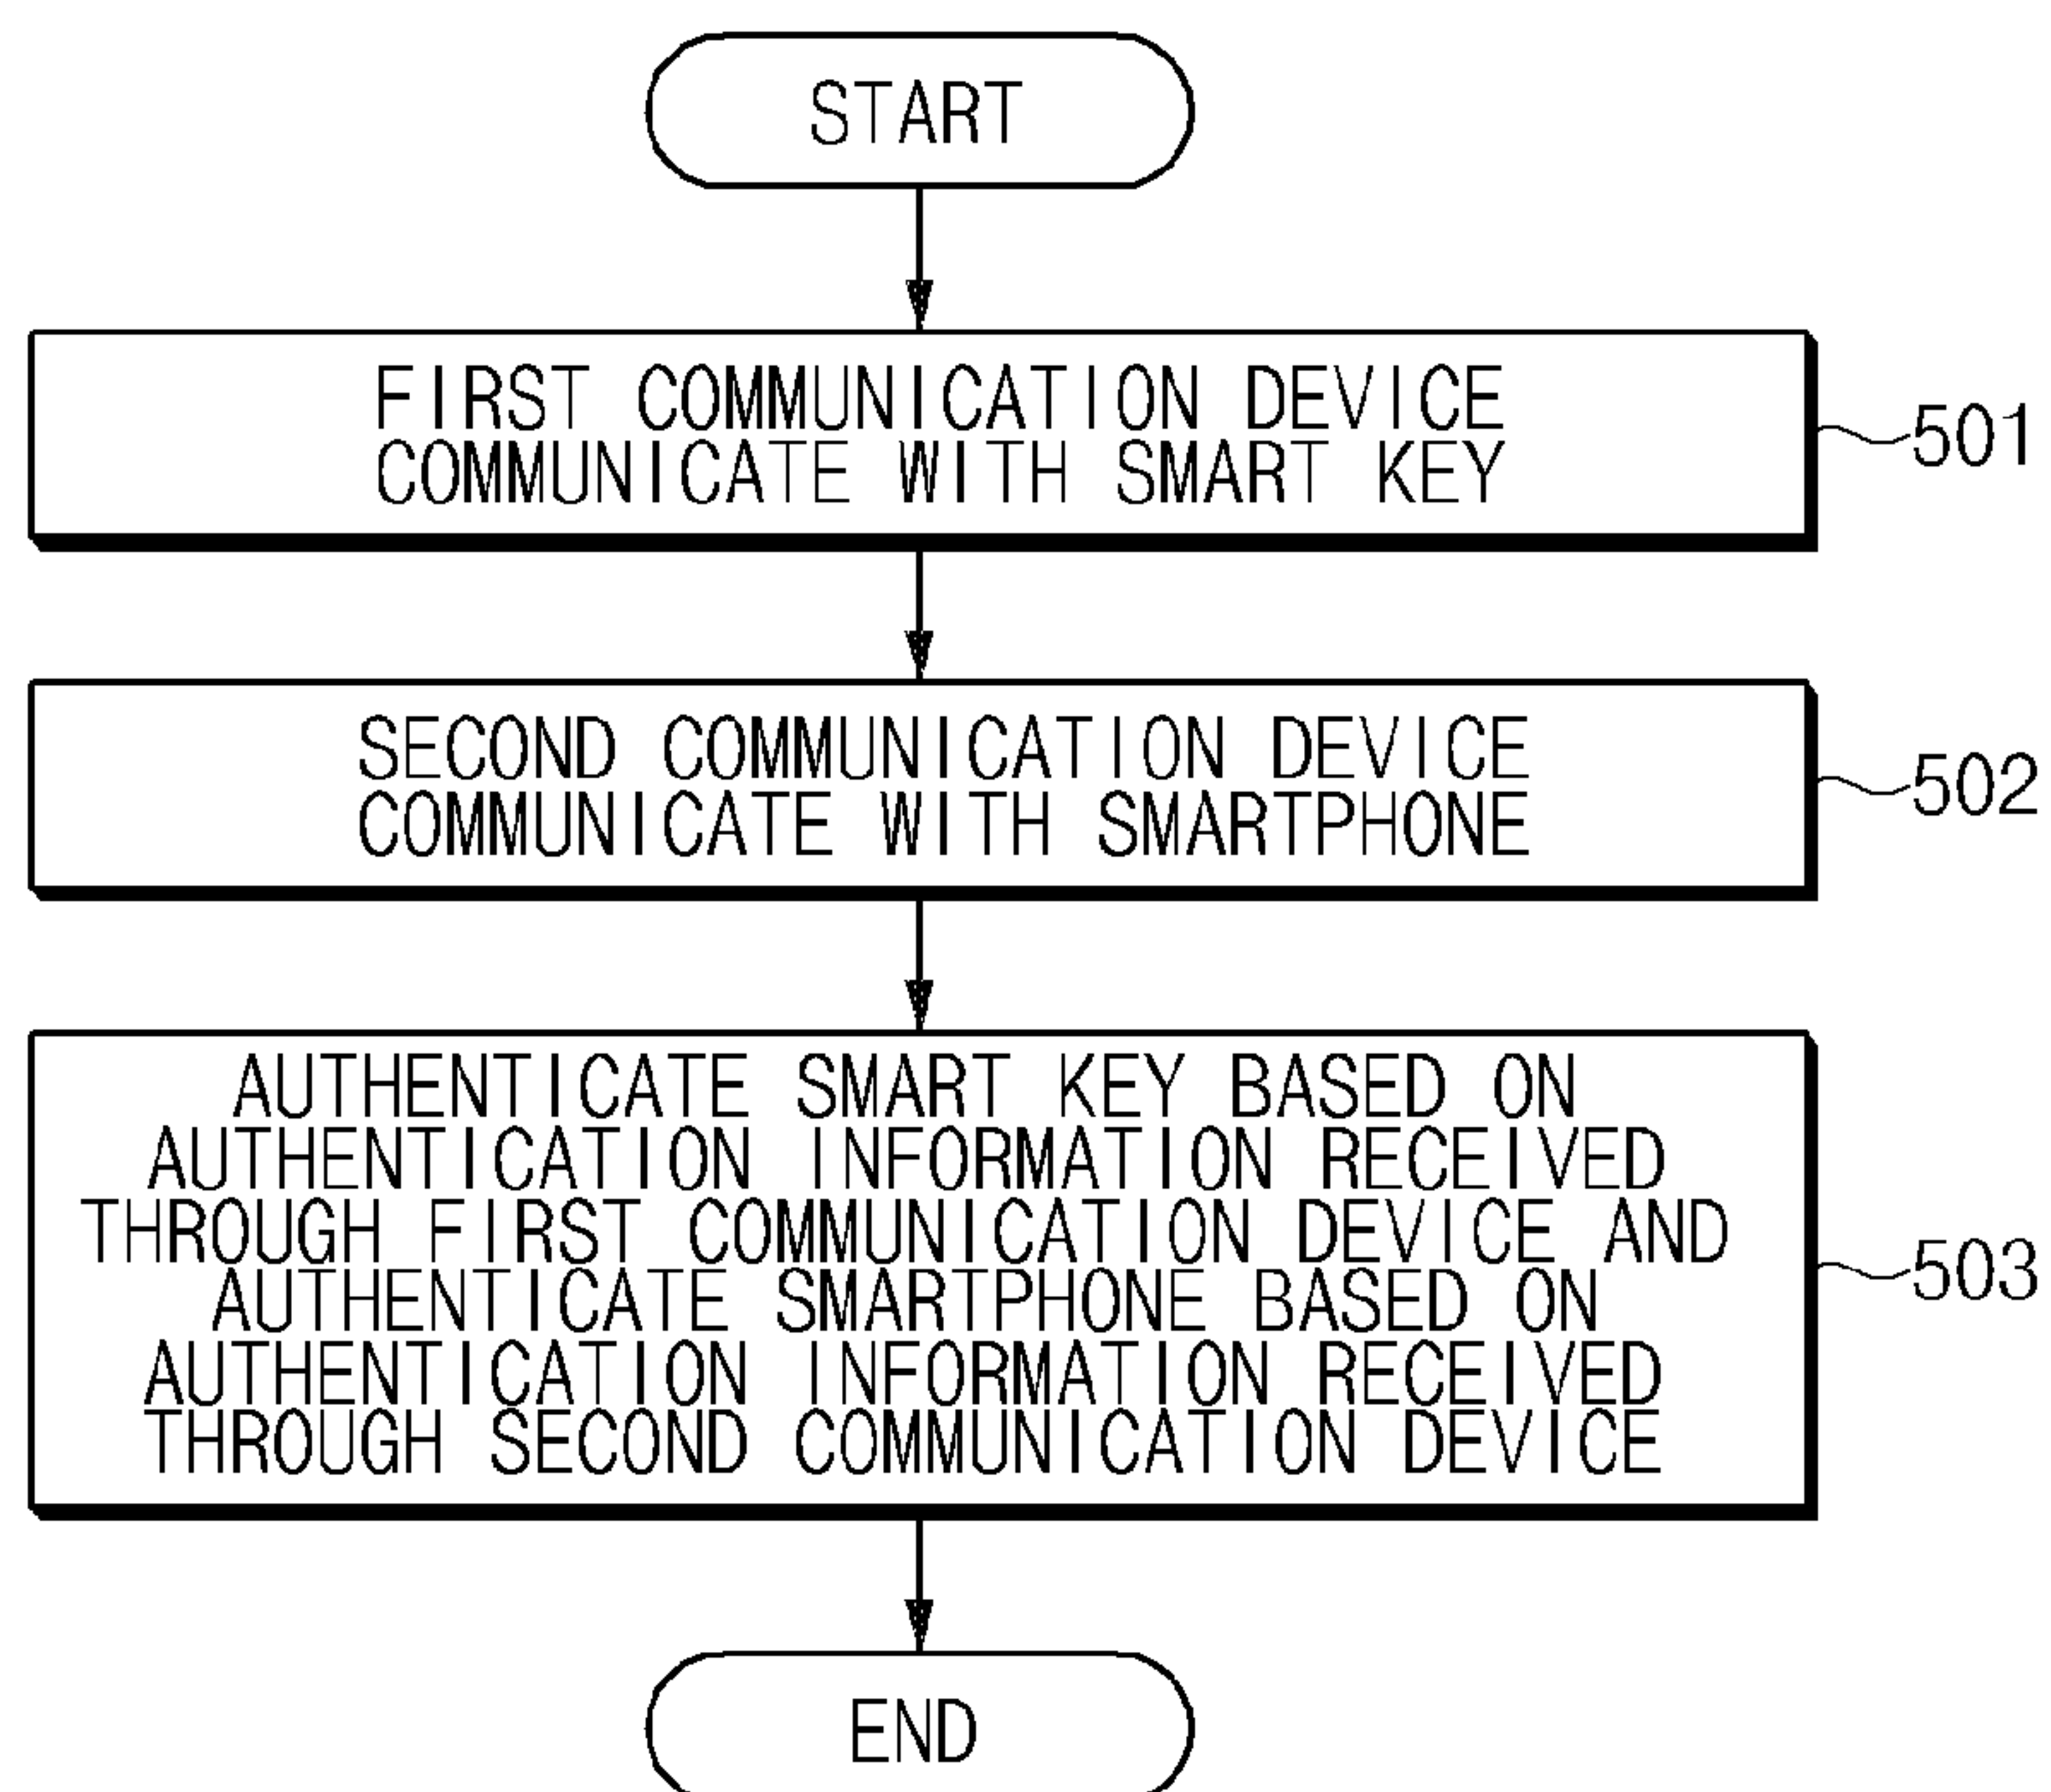 START
FIRST COMMUNICATION DEVICE
COMMUNICATE WITH SMART KEY
501
SECOND COMMUNICATION DEVICE
COMMUNICATE WITH SMARTPHONE
502
AUTHENTICATE SMART KEY BASED ON
AUTHENTICATION INFORMATION RECEIVED
THROUGH FIRST COMMUNICATION DEVICE AND
AUTHENTICATE SMARTPHONE BASED ON
AUTHENTICATION INFORMATION RECEIVED
THROUGH SECOND COMMUNICATION DEVICE
503
END